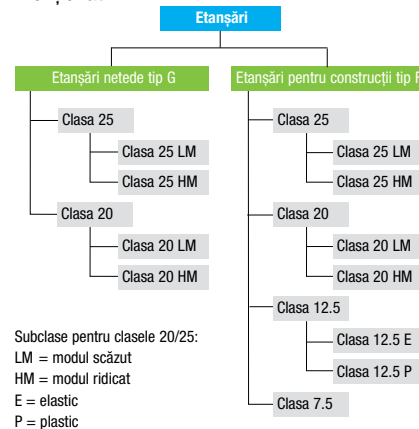 Etanșări
Etanșări netede tip G
Clasa 25
Clasa 25 LM
Clasa 25 HM
Clasa 20
Clasa 20 LM
Clasa 20 HM
Etanșări pentru construcții tip F
Clasa 25
Clasa 25 LM
Clasa 25 HM
Clasa 20
Clasa 20 LM
Clasa 20 HM
Clasa 12.5
Clasa 12.5 E
Clasa 12.5 P
Clasa 7.5
Subclase pentru clasele 20/25:
LM = modul scăzut
HM = modul ridicat
E = elastic
P = plastic